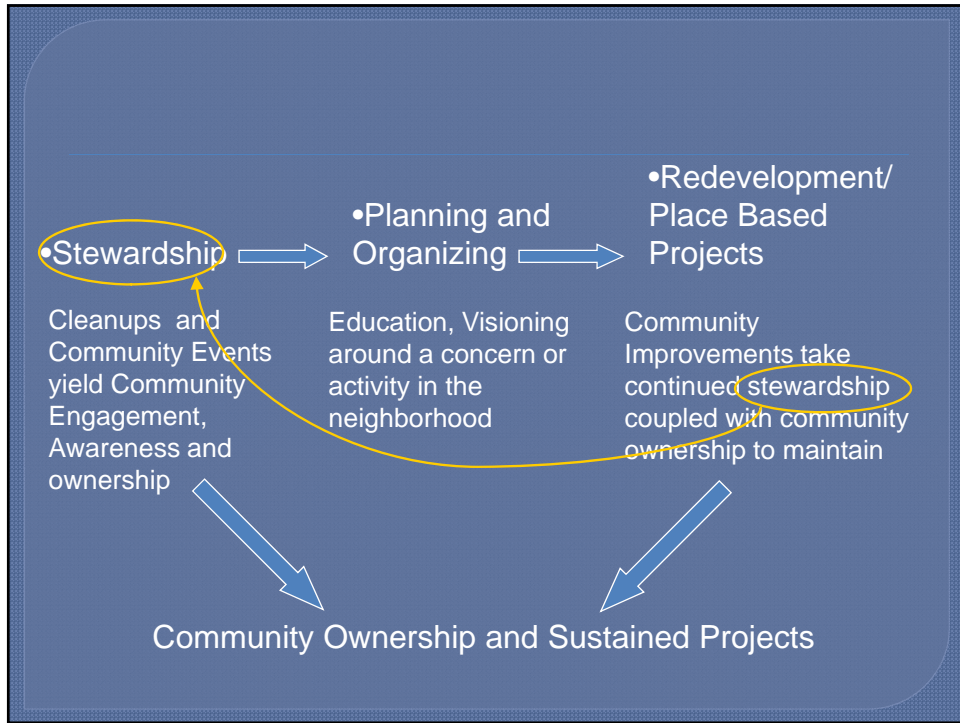 •Stewardship
•Planning and
Organizing
•Redevelopment/
Place Based
Projects
Cleanups and
Community Events
yield Community
Engagement,
Awareness and
ownership
Education, Visioning
around a concern or
activity in the
neighborhood
Community
Improvements take
continued stewardship
coupled with community
ownership to maintain
Community Ownership and Sustained Projects